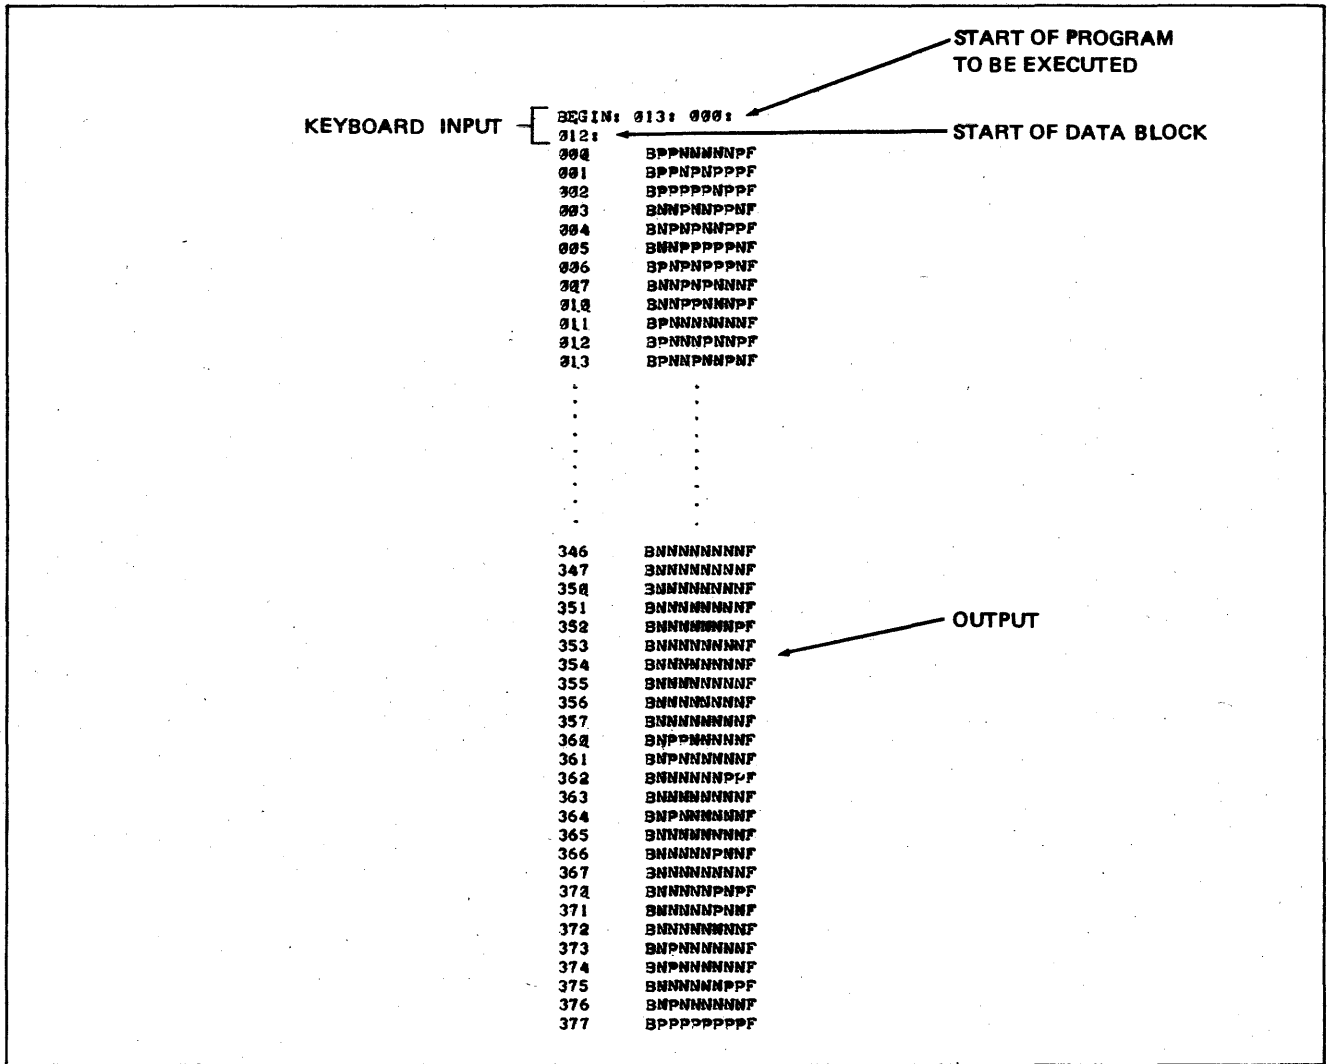 START OF PROGRAM
TO BE EXECUTED
KEYBOARD INPUT
BEGIN: 013: 000:
012:
START OF DATA BLOCK
000 BPPNNNNNPF
001 BPPNPNPPPF
002 BPPPPPNPPF
003 BNNPNNPPNF
004 BNPNPNNPPF
005 BNNPPPPPNF
006 BPNPNPPPNF
007 BNNPNPNNNF
010 BNNPPNNNPF
011 BPNNNNNNNF
012 BPNNNPNNPF
013 BPNNPNNPNF
346 BNNNNNNNNF
347 BNNNNNNNNF
350 BNNNNNNNNF
351 BNNNNNNNNF
352 BNNNNNNNPF
OUTPUT
353 BNNNNNNNNF
354 BNNNNNNNNF
355 BNNNNNNNNF
356 BNNNNNNNNF
357 BNNNNNNNNF
360 BNPPNNNNNF
361 BNPNNNNNNF
362 BNNNNNNPPF
363 BNNNNNNNNF
364 BNPNNNNNNF
365 BNNNNNNNNF
366 BNNNNNPNNF
367 BNNNNNNNNF
370 BNNNNNPNPF
371 BNNNNNPNNF
372 BNNNNNNNNF
373 BNPNNNNNNF
374 BNPNNNNNNF
375 BNNNNNNPPF
376 BNPNNNNNNF
377 BPPPPPPPPF